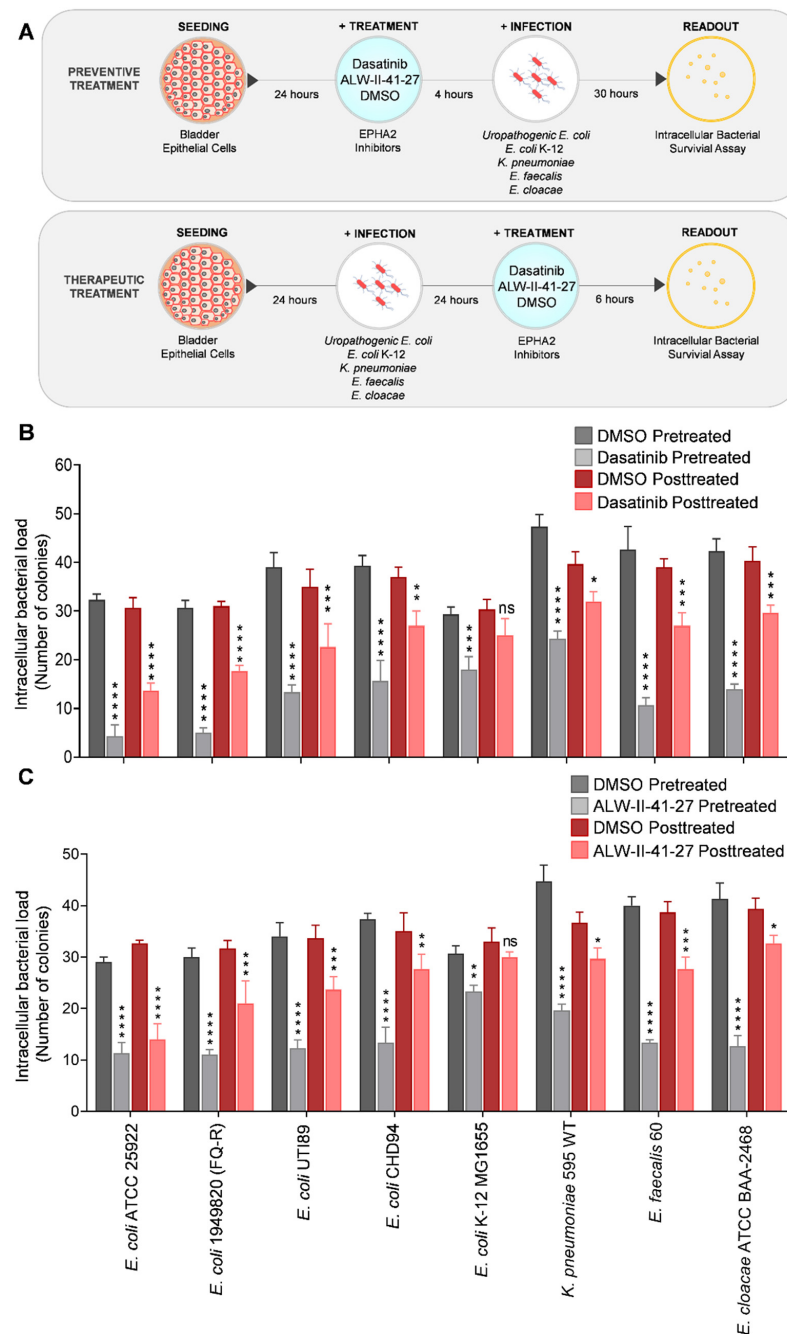 A
SEEDING
+ TREATMENT
+ INFECTION
READOUT
PREVENTIVE
TREATMENT
Dasatinib
ALW-II-41-27
DMSO
24 hours
4 hours
30 hours
Bladder
Epithelial Cells
EPHA2
Inhibitors
Uropathogenic E. coli
E. coli K-12
K. pneumoniae
E. faecalis
E. cloacae
Intracellular Bacterial
Survivial Assay
SEEDING
+ INFECTION
+ TREATMENT
READOUT
THERAPEUTIC
TREATMENT
Dasatinib
ALW-II-41-27
DMSO
24 hours
24 hours
6 hours
Bladder
Epithelial Cells
Uropathogenic E. coli
E. coli K-12
K. pneumoniae
E. faecalis
E. cloacae
EPHA2
Inhibitors
Intracellular Bacterial
Survivial Assay
B
DMSO Pretreated
Dasatinib Pretreated
DMSO Posttreated
Dasatinib Posttreated
Intracellular bacterial load
(Number of colonies)
60
50
40
30
20
10
0
****
****
****
****
****
***
****
**
***
ns
****
*
****
***
****
***
C
DMSO Pretreated
ALW-II-41-27 Pretreated
DMSO Posttreated
ALW-II-41-27 Posttreated
Intracellular bacterial load
(Number of colonies)
50
40
30
20
10
0
****
****
****
***
****
***
****
**
**
ns
****
*
****
***
****
*
E. coli ATCC 25922
E. coli 1949820 (FQ-R)
E. coli UTI89
E. coli CHD94
E. coli K-12 MG1655
K. pneumoniae 595 WT
E. faecalis 60
E. cloacae ATCC BAA-2468